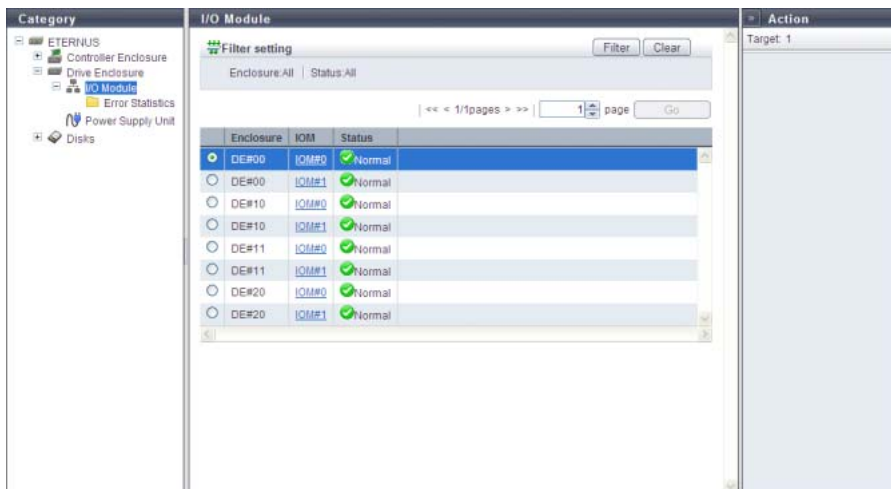 Category
ETERNUS
Controller Enclosure
Drive Enclosure
I/O Module
Error Statistics
Power Supply Unit
Disks
I/O Module
Filter setting
Filter Clear
Enclosure:All Status:All
| << < 1/1pages > >> | 1 page Go
Enclosure IOM Status
DE#00 IOM#0 Normal
DE#00 IOM#1 Normal
DE#10 IOM#0 Normal
DE#10 IOM#1 Normal
DE#11 IOM#0 Normal
DE#11 IOM#1 Normal
DE#20 IOM#0 Normal
DE#20 IOM#1 Normal
Action
Target: 1